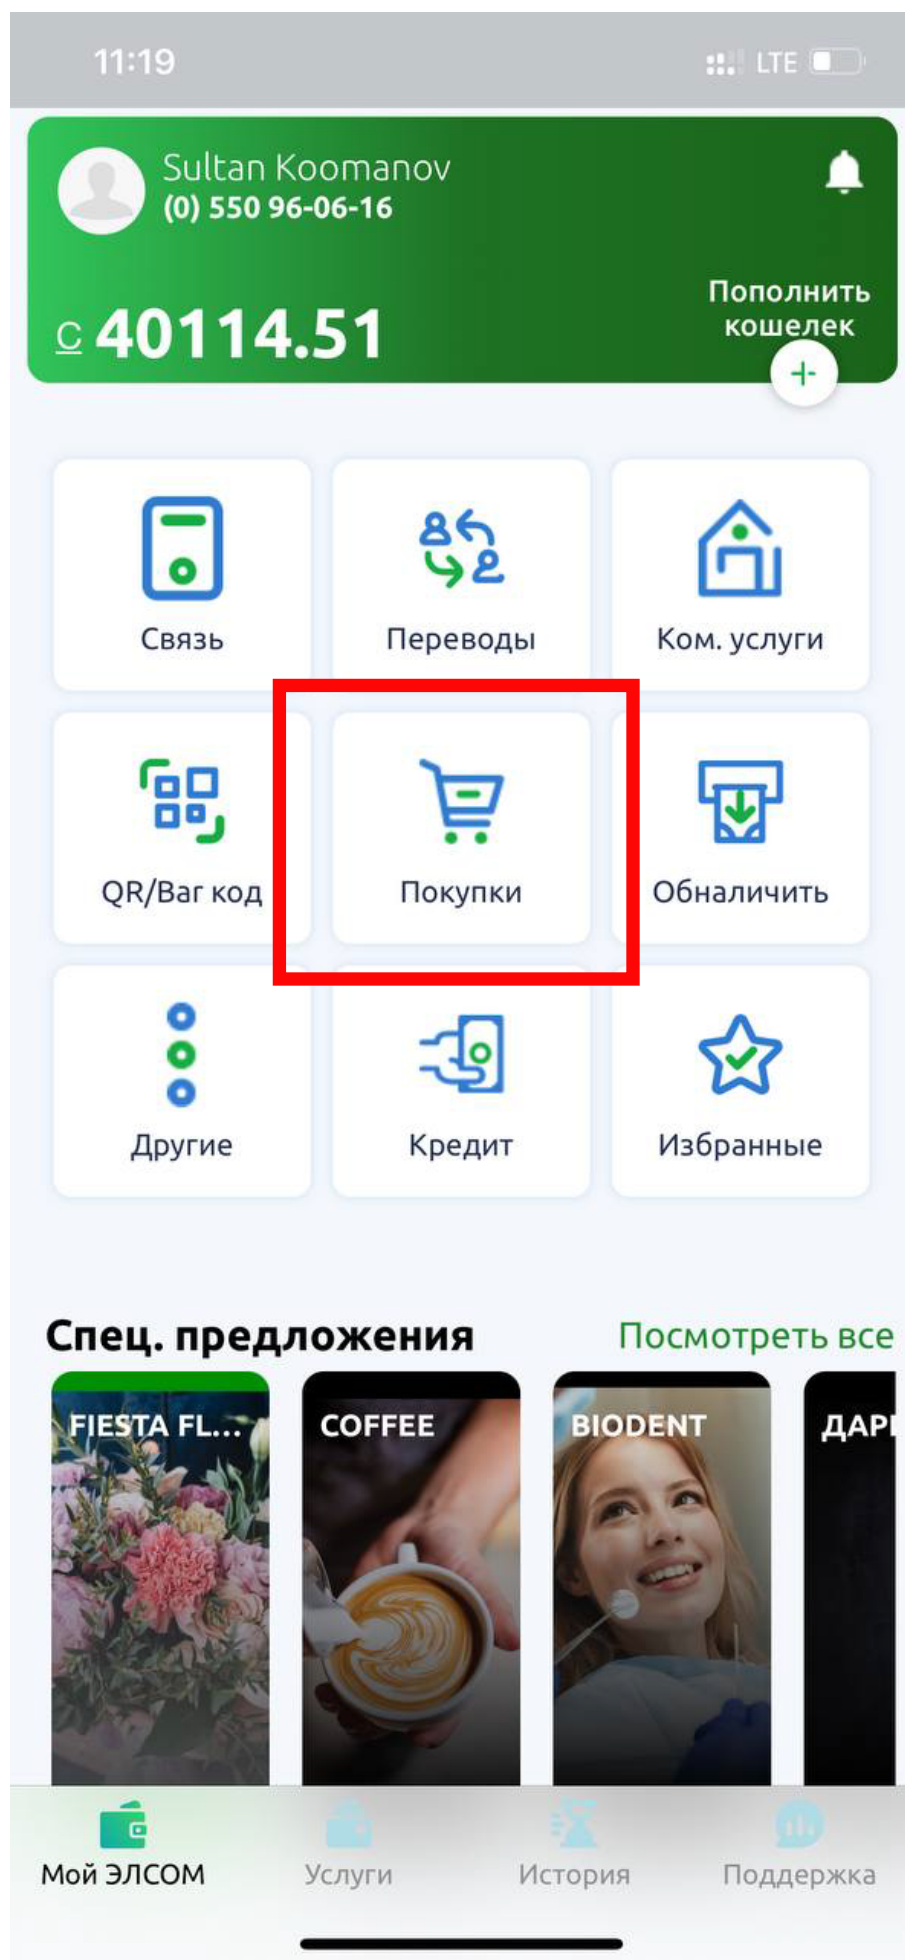 11:19
LTE
Sultan Koomanov
(0) 550 96-06-16
Пополнить
кошелек
с 40114.51
Связь
Переводы
Ком. услуги
QR/Bar код
Покупки
Обналичить
Другие
Кредит
Избранные
Спец. предложения
Посмотреть все
FIESTA FL...
COFFEE
BIODENT
ДАР
Мой ЭЛСОМ
Услуги
История
Поддержка